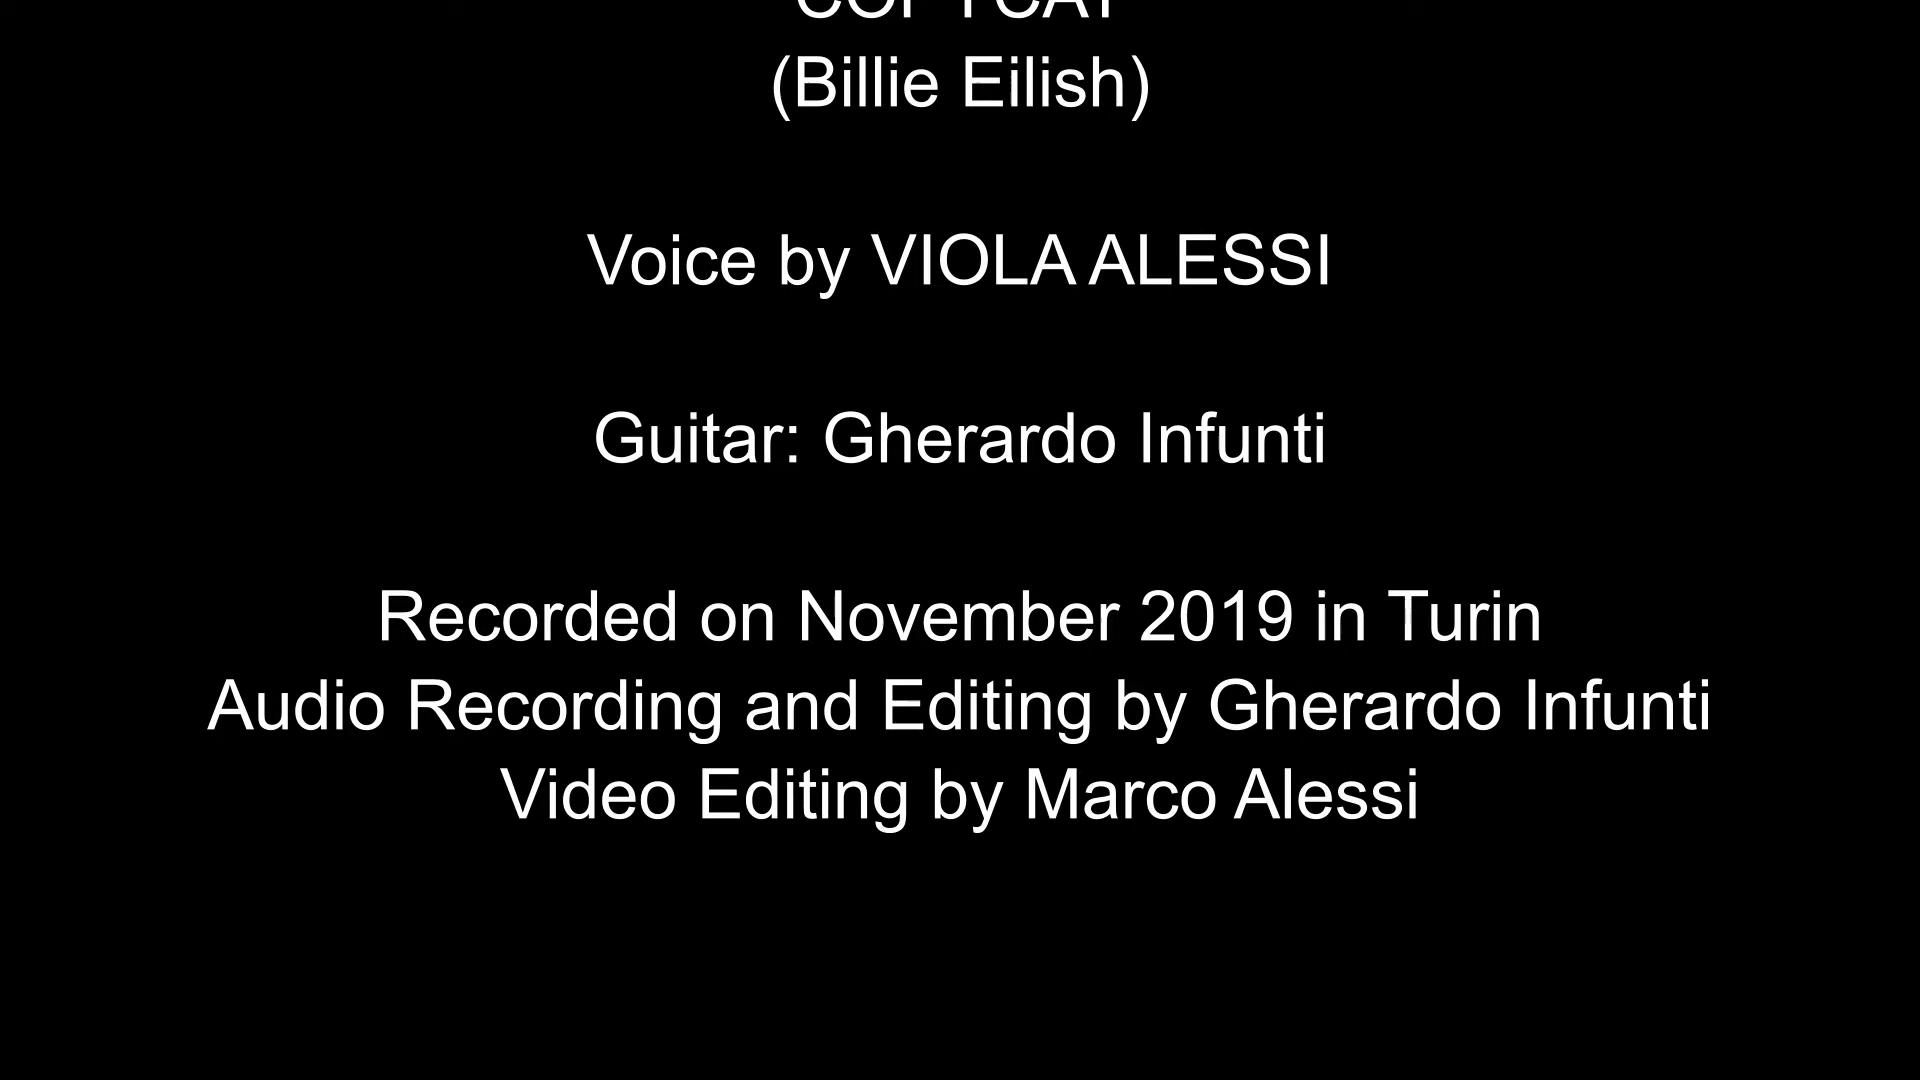 COPYCAT
(Billie Eilish)
Voice by VIOLA ALESSI
Guitar: Gherardo Infunti
Recorded on November 2019 in Turin
Audio Recording and Editing by Gherardo Infunti
Video Editing by Marco Alessi